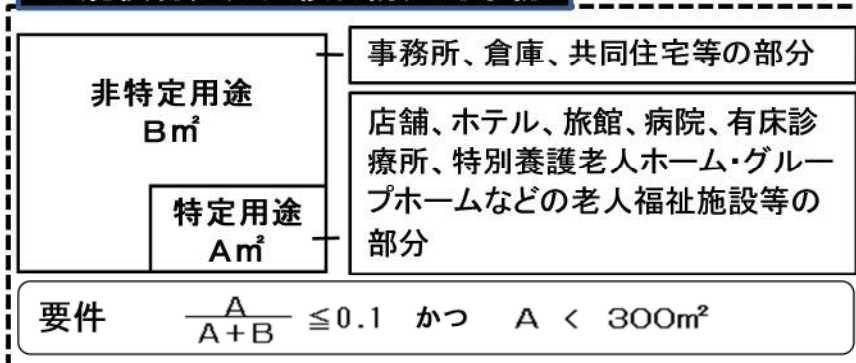 事務所、倉庫、共同住宅等の部分
非特定用途
Bm²
店舗、ホテル、旅館、病院、有床診
療所、特別養護老人ホーム・グルー
プホームなどの老人福祉施設等の
部分
特定用途
Am²
要件 A/(A+B) ≦0.1 かつ A < 300m²